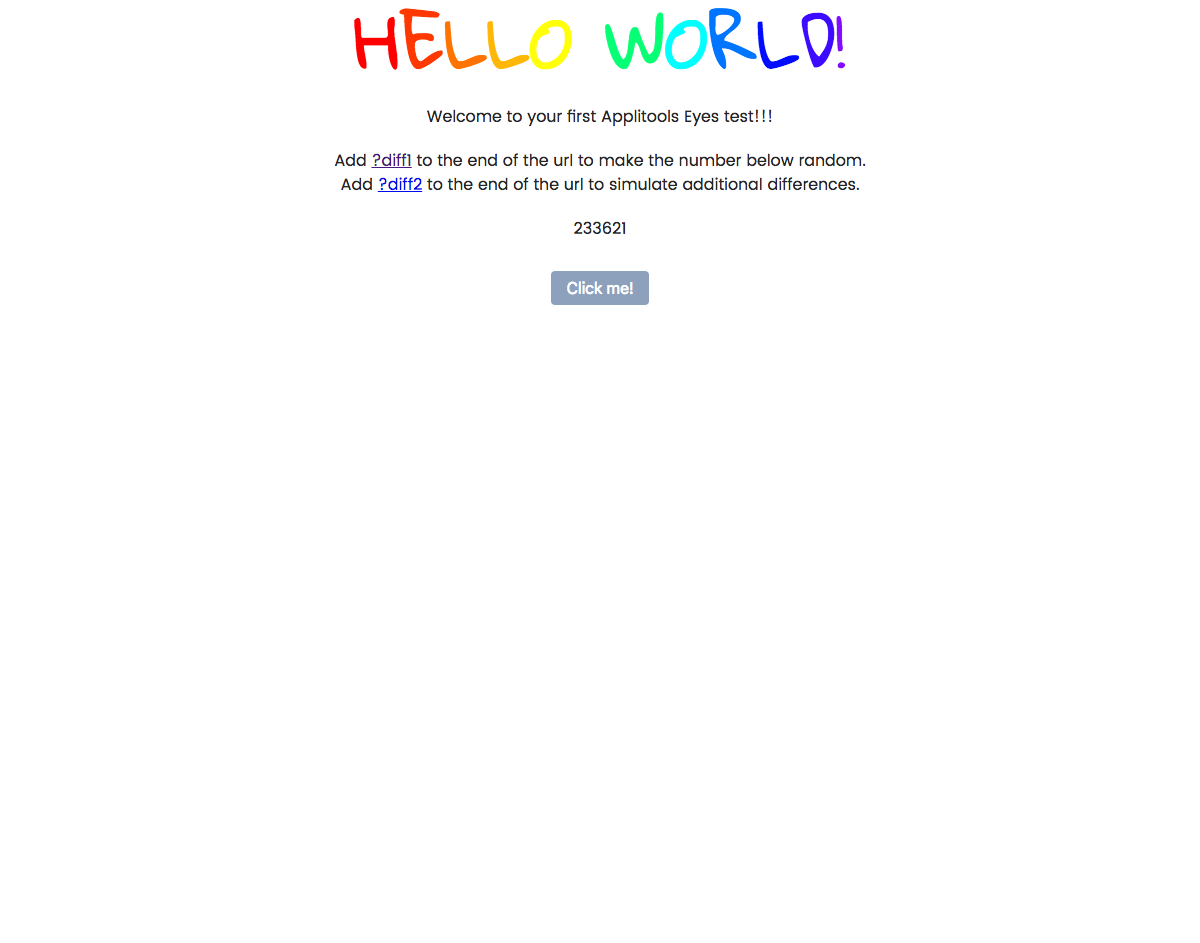 HELLO WORLD!
Welcome to your first Applitools Eyes test!!!
Add ?diff1 to the end of the url to make the number below random.
Add ?diff2 to the end of the url to simulate additional differences.
233621
Click me!